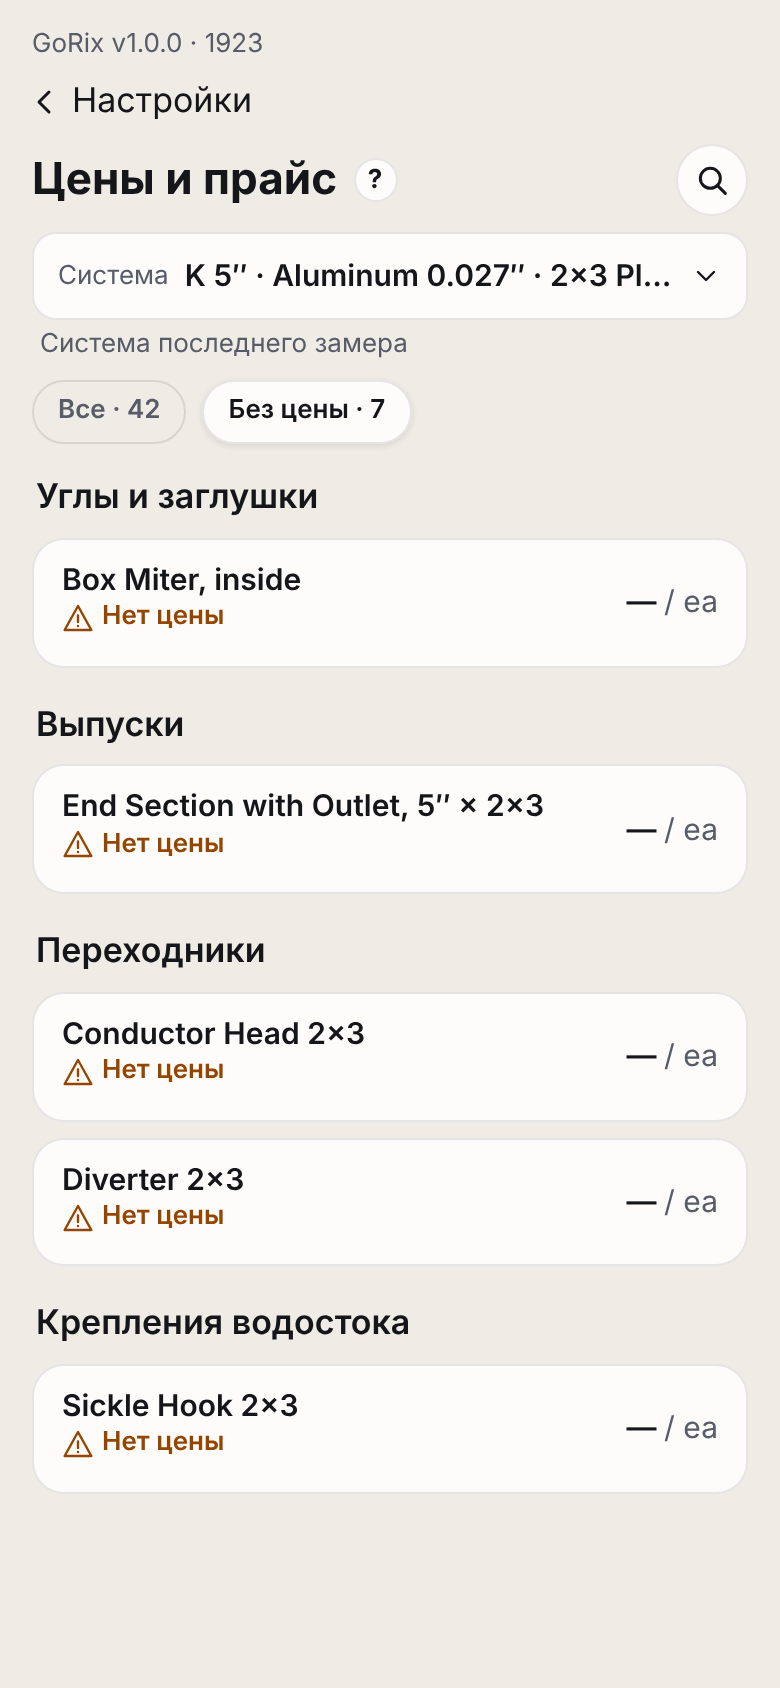 GoRix v1.0.0 · 1923
Настройки
Цены и прайс ?
Система K 5″ · Aluminum 0.027″ · 2×3 Pl...
Система последнего замера
Все · 42 Без цены · 7
Углы и заглушки
Box Miter, inside
Нет цены
— / ea
Выпуски
End Section with Outlet, 5″ × 2×3
Нет цены
— / ea
Переходники
Conductor Head 2×3
Нет цены
— / ea
Diverter 2×3
Нет цены
— / ea
Крепления водостока
Sickle Hook 2×3
Нет цены
— / ea